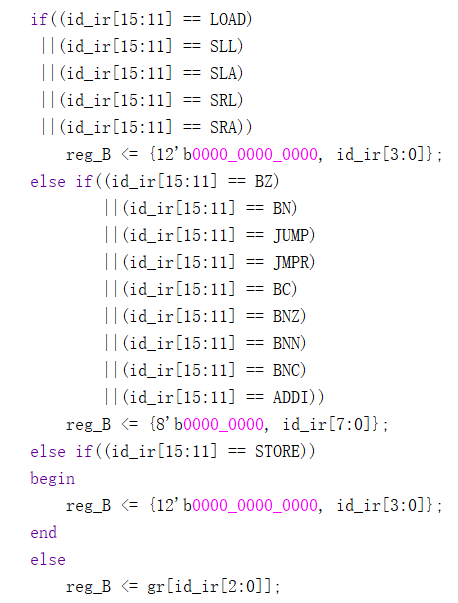 if((id_ir[15:11] == LOAD)
||(id_ir[15:11] == SLL)
||(id_ir[15:11] == SLA)
||(id_ir[15:11] == SRL)
||(id_ir[15:11] == SRA))
reg_B <= {12'b0000_0000_0000, id_ir[3:0]};
else if((id_ir[15:11] == BZ)
||(id_ir[15:11] == BN)
||(id_ir[15:11] == JUMP)
||(id_ir[15:11] == JMPR)
||(id_ir[15:11] == BC)
||(id_ir[15:11] == BNZ)
||(id_ir[15:11] == BNN)
||(id_ir[15:11] == BNC)
||(id_ir[15:11] == ADDI))
reg_B <= {8'b0000_0000, id_ir[7:0]};
else if((id_ir[15:11] == STORE))
begin
reg_B <= {12'b0000_0000_0000, id_ir[3:0]};
end
else
reg_B <= gr[id_ir[2:0]];